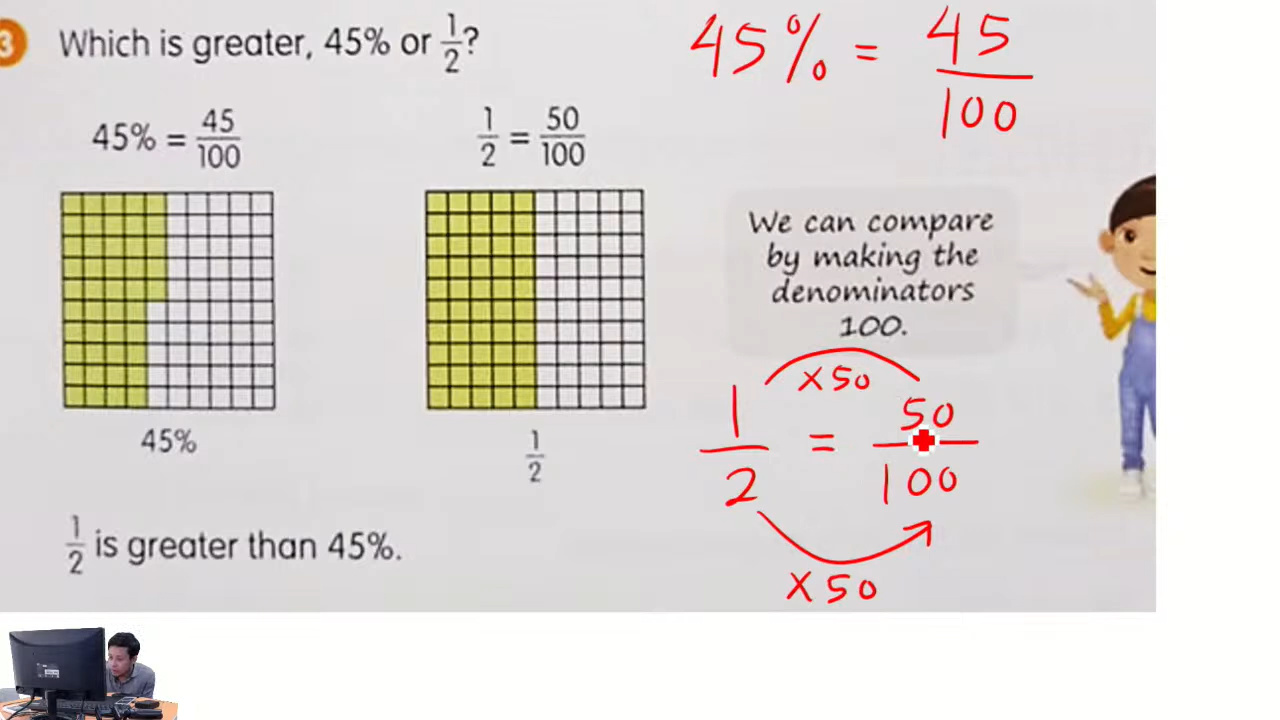 3 Which is greater, 45% or 1/2?
45% = 45/100
1/2 = 50/100
45%
1/2
1/2 is greater than 45%.
45% = 45/100
We can compare
by making the
denominators
100.
×50
1/2 = 50/100
×50